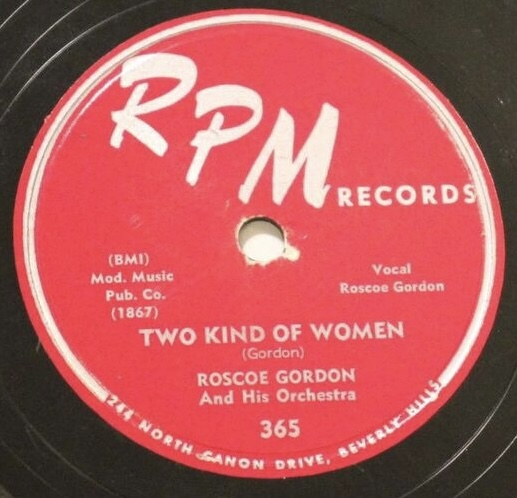 RPM
RECORDS
(BMI)
Mod. Music
Pub. Co.
(1867)
Vocal
Roscoe Gordon
TWO KIND OF WOMEN
(Gordon)
ROSCOE GORDON
And His Orchestra
365
244 NORTH CANON DRIVE, BEVERLY HILLS